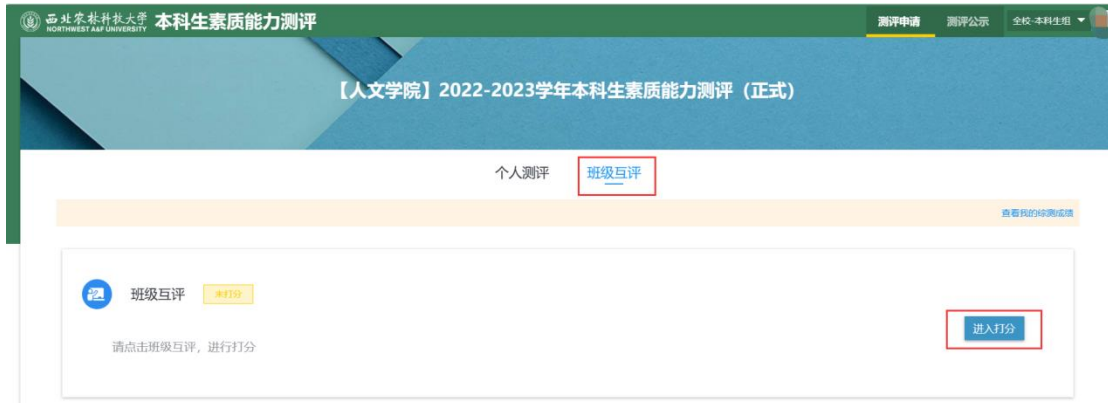 西北农林科技大学 本科生素质能力测评 测评申请 测评公示 全校-本科生组
NORTHWEST A&F UNIVERSITY
【人文学院】2022-2023学年本科生素质能力测评（正式）
个人测评 班级互评
查看我的综测成绩
班级互评 未打分
进入打分
请点击班级互评，进行打分